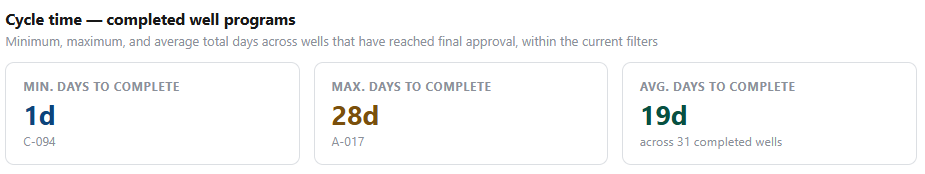 Cycle time — completed well programs
Minimum, maximum, and average total days across wells that have reached final approval, within the current filters
MIN. DAYS TO COMPLETE
1d
C-094
MAX. DAYS TO COMPLETE
28d
A-017
AVG. DAYS TO COMPLETE
19d
across 31 completed wells